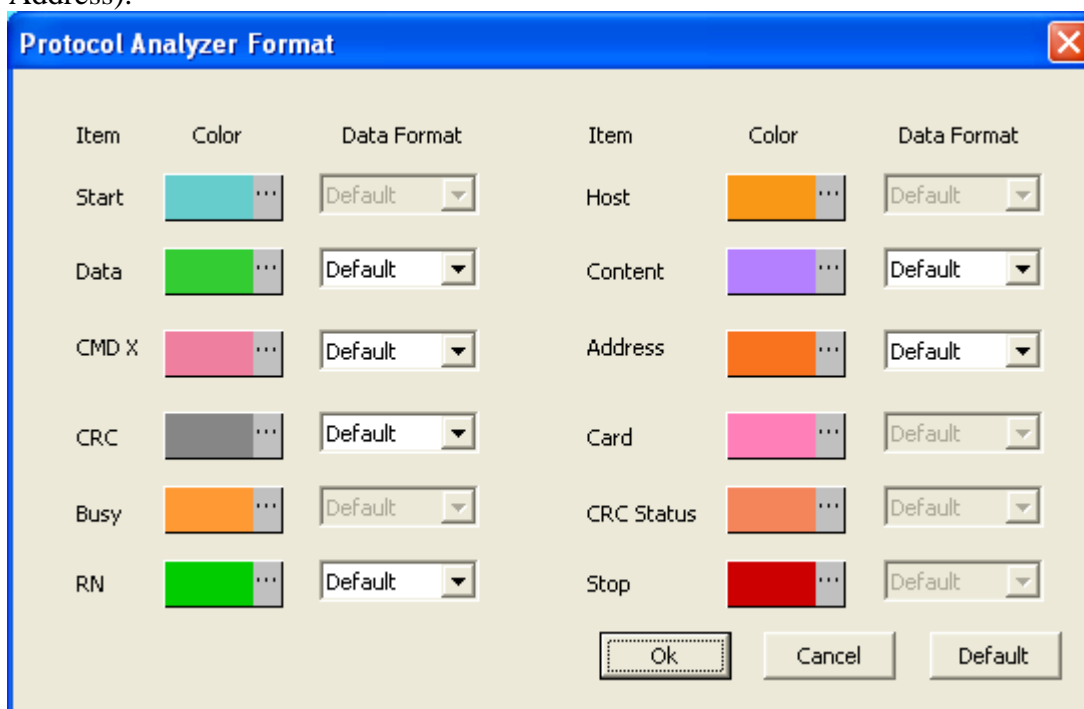 Address).
Protocol Analyzer Format
Item Color Data Format Item Color Data Format
Start ... Default Host ... Default
Data ... Default Content ... Default
CMD X ... Default Address ... Default
CRC ... Default Card ... Default
Busy ... Default CRC Status ... Default
RN ... Default Stop ... Default
Ok Cancel Default